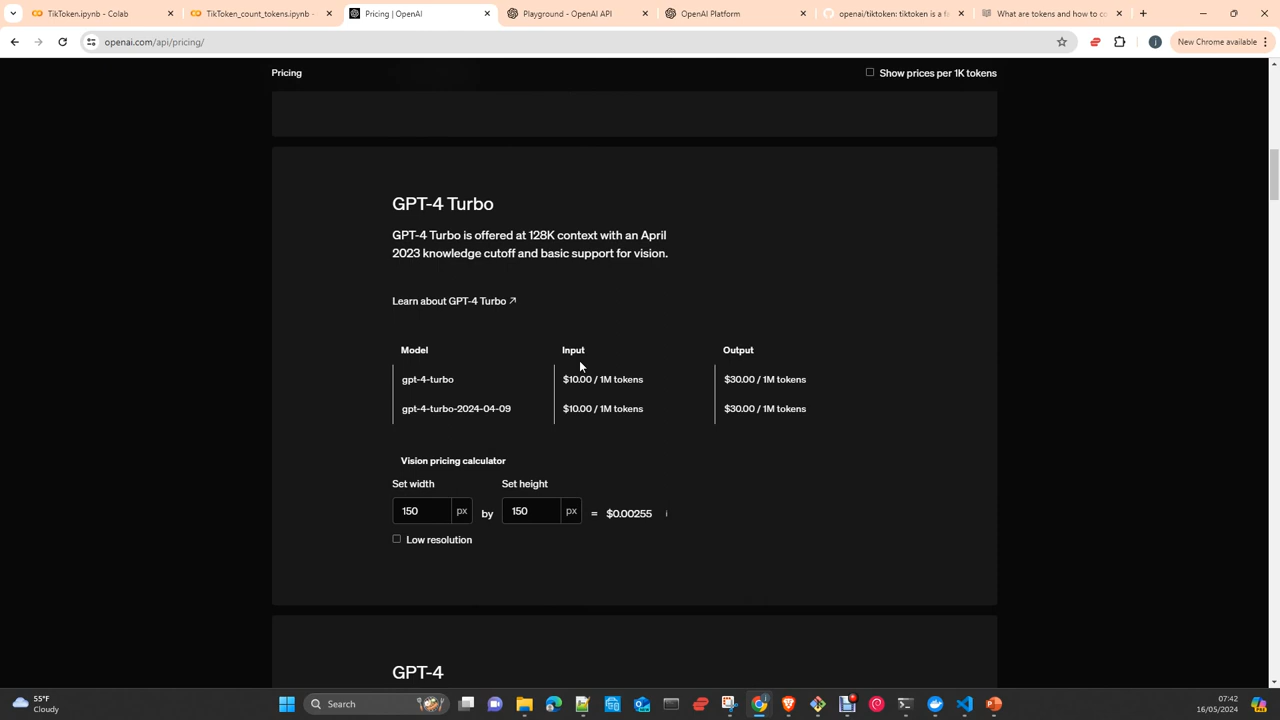 TikToken.ipynb - Colab
TikToken_count_tokens.ipynb -
Pricing | OpenAI
Playground - OpenAI API
OpenAI Platform
openai/tiktoken: tiktoken is a fa
What are tokens and how to co
openai.com/api/pricing/
New Chrome available
Pricing
Show prices per 1K tokens
GPT-4 Turbo
GPT-4 Turbo is offered at 128K context with an April
2023 knowledge cutoff and basic support for vision.
Learn about GPT-4 Turbo ↗
Model Input Output
gpt-4-turbo $10.00 / 1M tokens $30.00 / 1M tokens
gpt-4-turbo-2024-04-09 $10.00 / 1M tokens $30.00 / 1M tokens
Vision pricing calculator
Set width Set height
150 px by 150 px = $0.00255 i
Low resolution
GPT-4
55°F
Cloudy
Search
07:42
16/05/2024